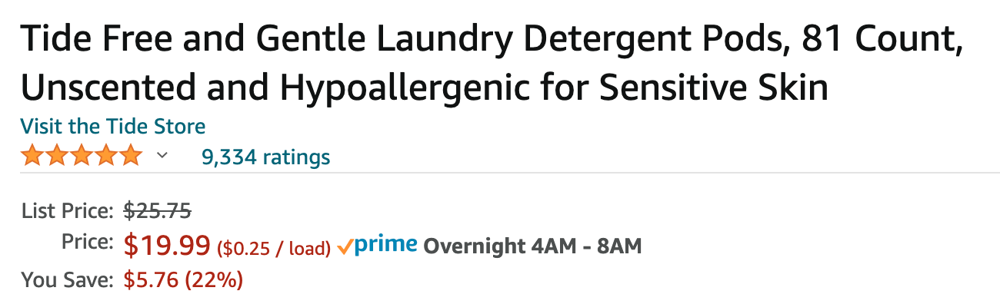 Tide Free and Gentle Laundry Detergent Pods, 81 Count,
Unscented and Hypoallergenic for Sensitive Skin
Visit the Tide Store
9,334 ratings
List Price: $25.75
Price: $19.99 ($0.25 / load) prime Overnight 4AM - 8AM
You Save: $5.76 (22%)